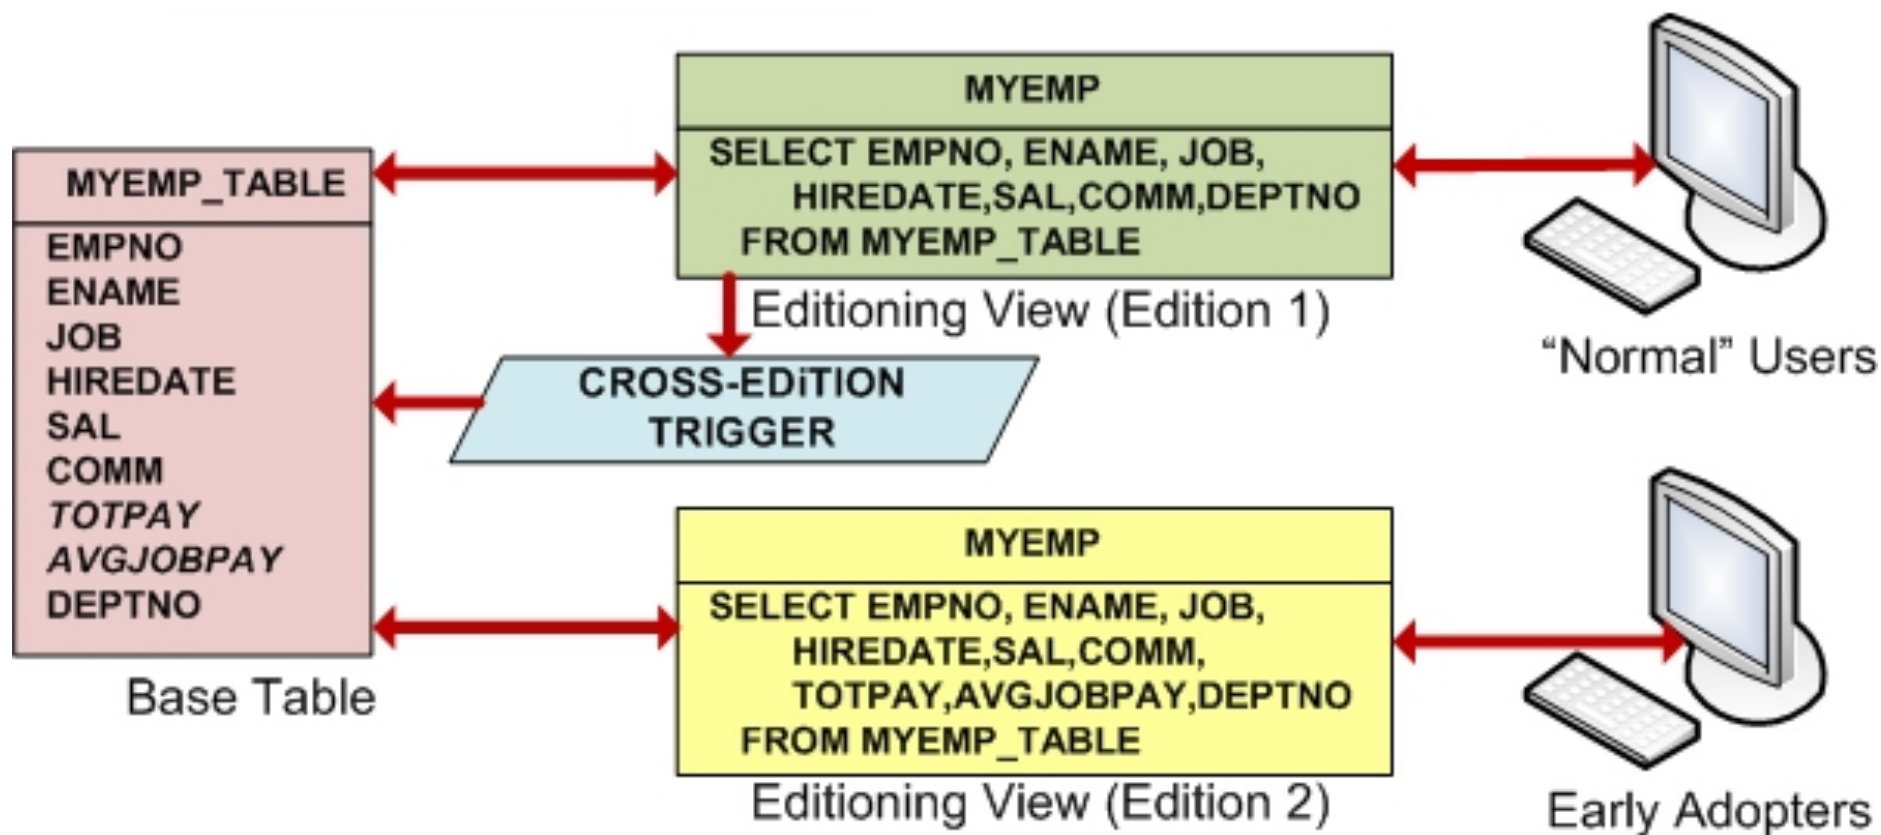 MYEMP_TABLE
EMPNO
ENAME
JOB
HIREDATE
SAL
COMM
TOTPAY
AVGJOBPAY
DEPTNO
Base Table
MYEMP
SELECT EMPNO, ENAME, JOB,
HIREDATE,SAL,COMM,DEPTNO
FROM MYEMP_TABLE
Editioning View (Edition 1)
"Normal" Users
CROSS-EDiTION
TRIGGER
MYEMP
SELECT EMPNO, ENAME, JOB,
HIREDATE,SAL,COMM,
TOTPAY,AVGJOBPAY,DEPTNO
FROM MYEMP_TABLE
Editioning View (Edition 2)
Early Adopters